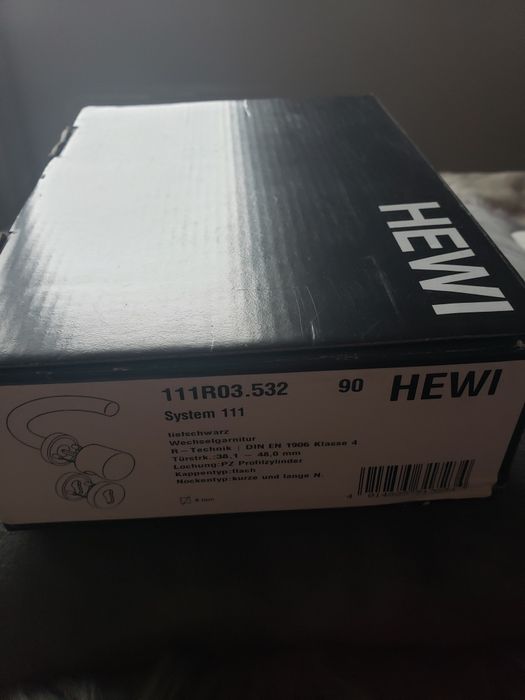 HEWI
111R03.532 90 HEWI
System 111
tiefschwarz
Wechselgarnitur
R-Technik | DIN EN 1906 Klasse 4
Türstrk.:38,1 - 48,0 mm
Lochung:PZ Profilzylinder
Kappentyp:flach
Nockentyp:kurze und lange N.